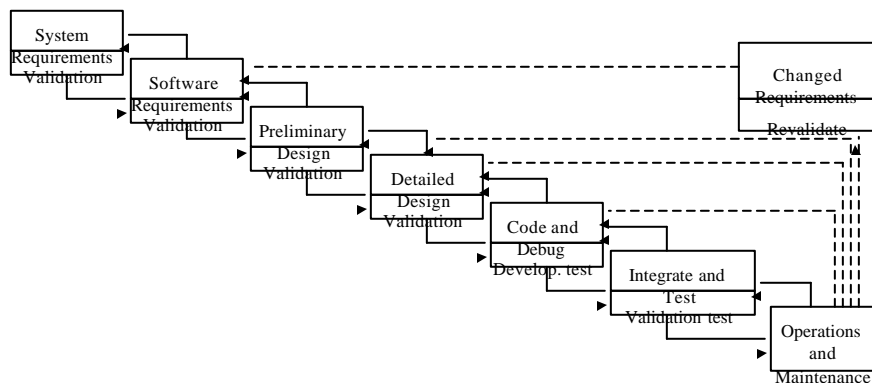 System
Requirements
Validation
Software
Requirements
Validation
Preliminary
Design
Validation
Detailed
Design
Validation
Code and
Debug
Develop. test
Integrate and
Test
Validation test
Operations
and
Maintenance
Changed
Requirements
Revalidate